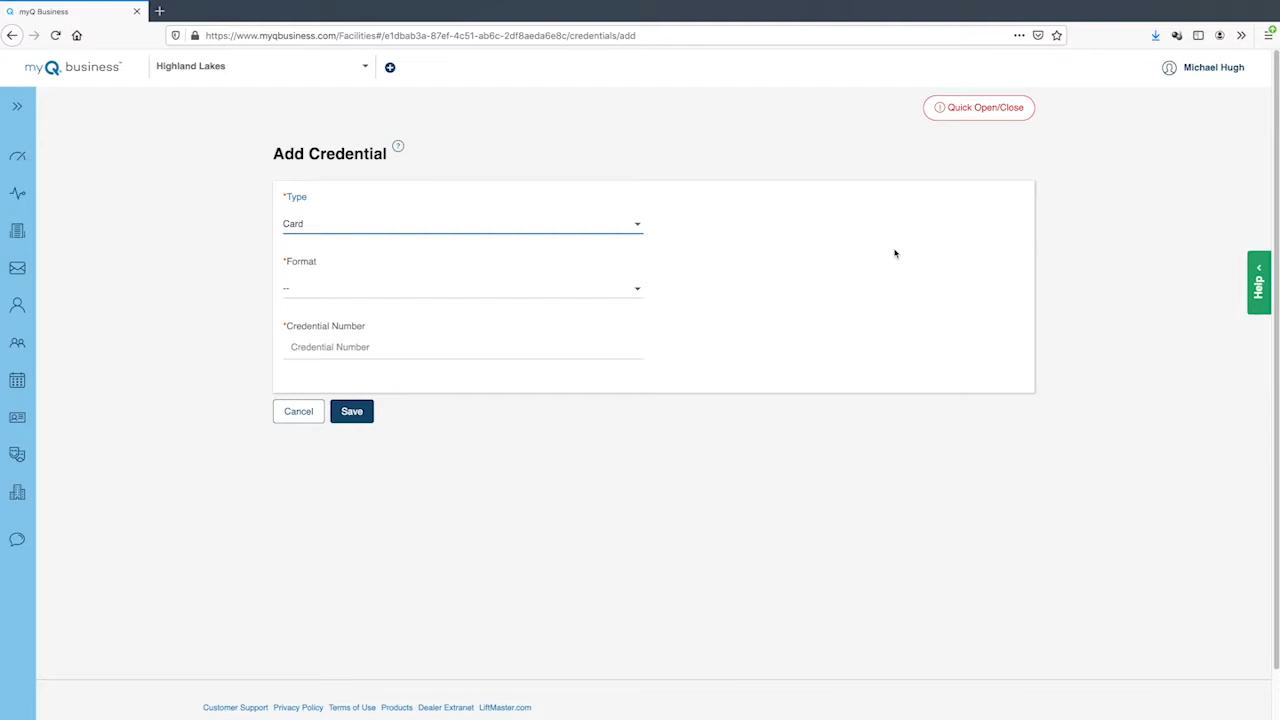 myQ Business
https://www.myqbusiness.com/Facilities#/e1dbab3a-87ef-4c51-ab6c-2df8aeda6e8c/credentials/add
myQ business™
Highland Lakes
Michael Hugh
Quick Open/Close
Add Credential
*Type
Card
*Format
--
*Credential Number
Credential Number
Cancel
Save
Help
Customer Support Privacy Policy Terms of Use Products Dealer Extranet LiftMaster.com